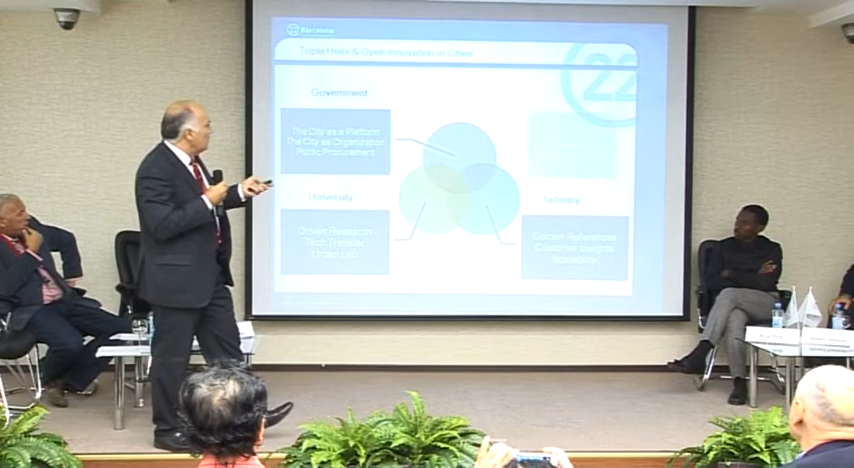 22 Barcelona
Triple Helix & Open Innovation in Cities
22
Government
The City as a Platform
The City as Organization
Public Procurement
University
Driven Research
Tech Transfer
Urban Lab
Industry
Golden References
Customer Insights
Scalability